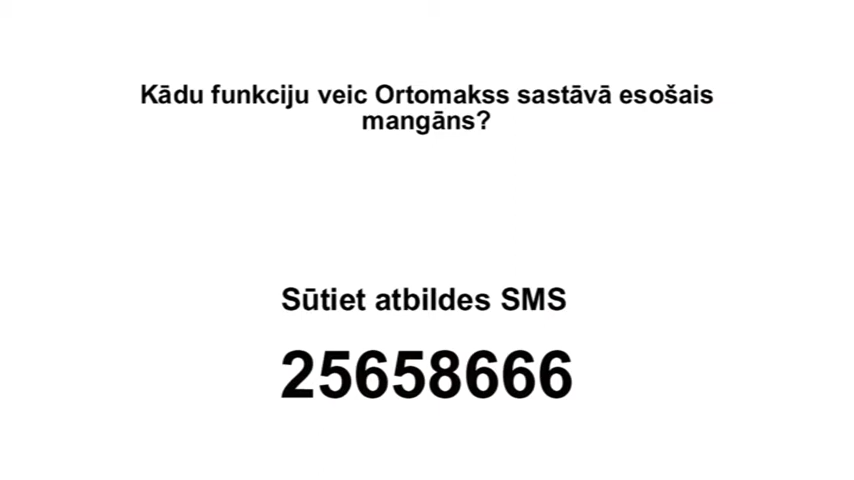 Kādu funkciju veic Ortomakss sastāvā esošais
mangāns?
Sūtiet atbildes SMS
25658666